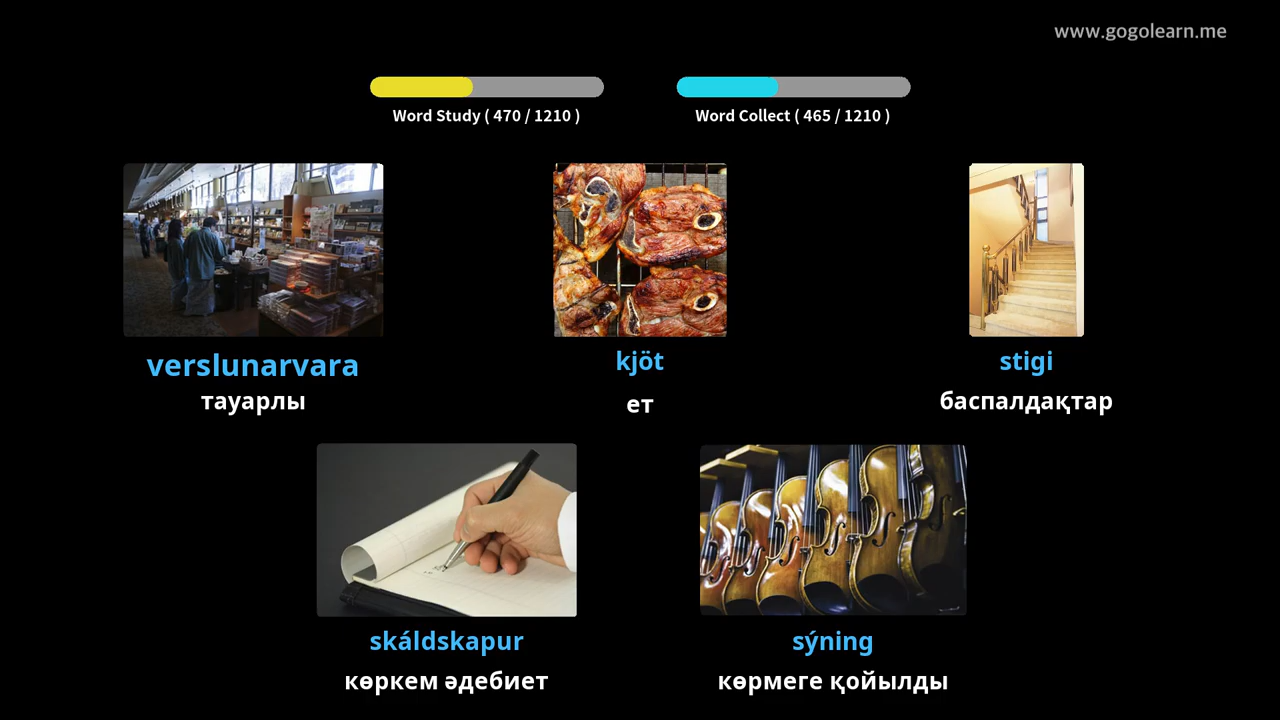 www.gogolearn.me
Word Study ( 470 / 1210 )
Word Collect ( 465 / 1210 )
verslunarvara
тауарлы
kjöt
ет
stigi
баспалдақтар
skáldskapur
көркем әдебиет
sýning
көрмеге қойылды